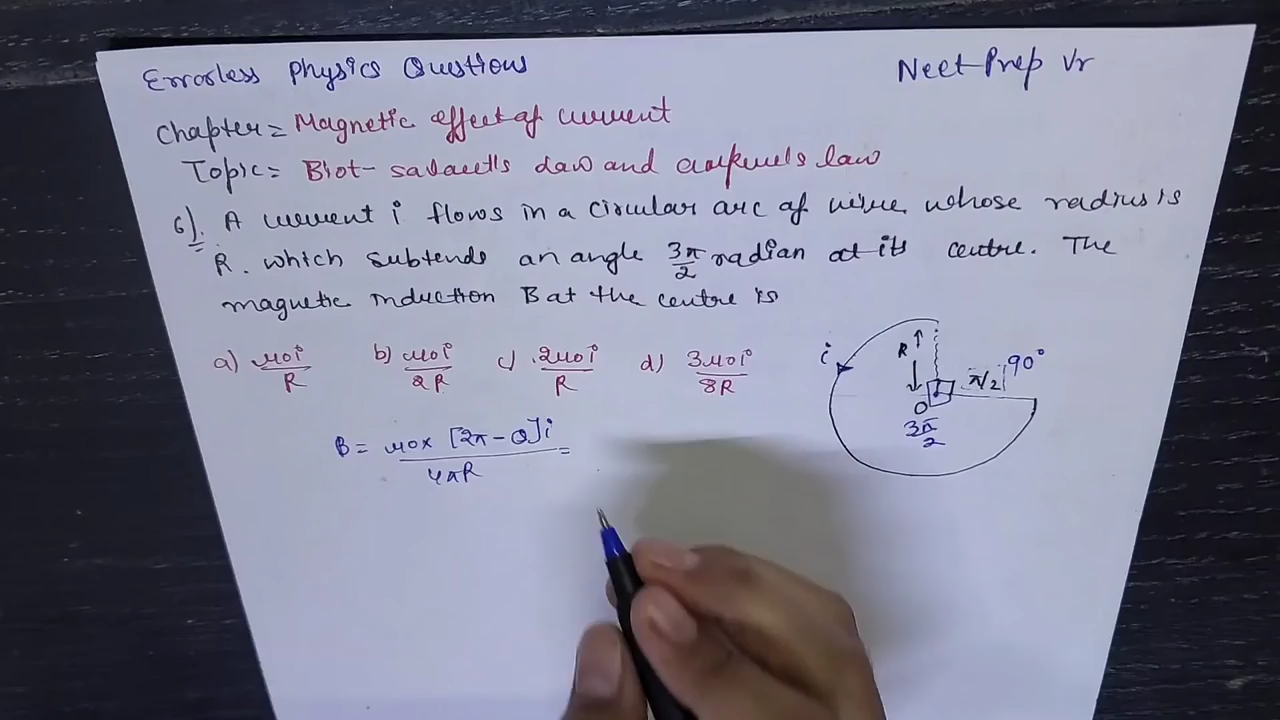 Errorless Physics Questions
Neet Prep Vr
Chapter = Magnetic effect of current
Topic = Biot-savaett's law and ampere's law
6). A current i flows in a circular arc of wire whose radius is
R. which subtends an angle 3π/2 radian at its centre. The
magnetic induction B at the centre is
a) μ0i/R b) μ0i/2R c) 2μ0i/R d) 3μ0i/8R
i R π/2 90°
O
3π/2
B = μ0 x [2π - θ]i / 4πR =